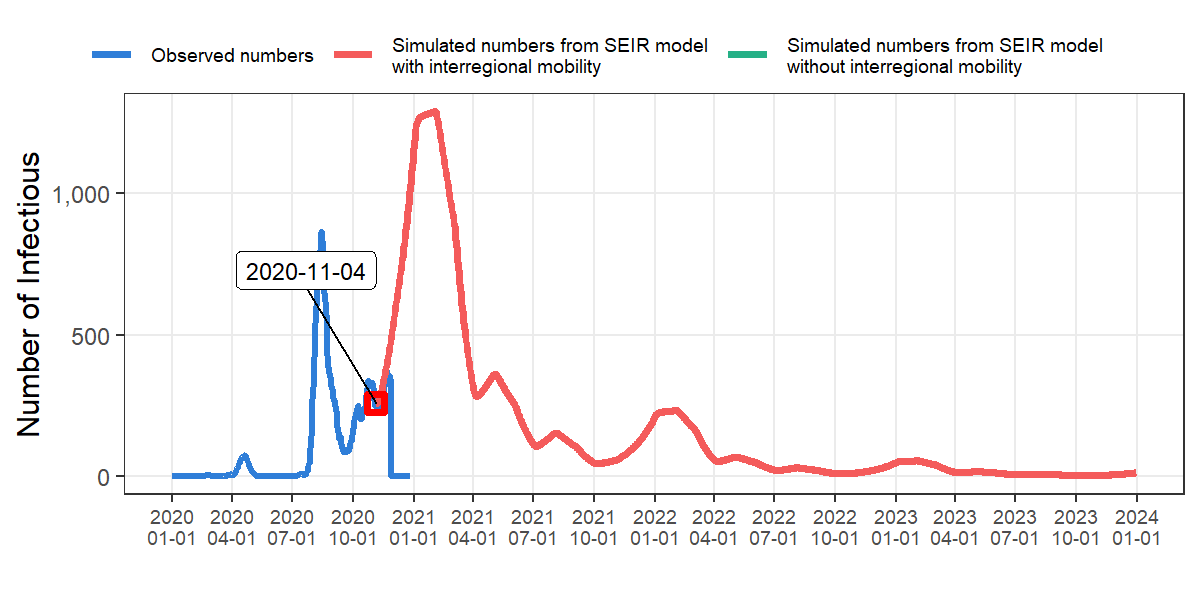 Observed numbers
Simulated numbers from SEIR model
with interregional mobility
Simulated numbers from SEIR model
without interregional mobility
Number of Infectious
1,000
500
0
2020-11-04
2020 2020 2020 2020 2021 2021 2021 2021 2022 2022 2022 2022 2023 2023 2023 2023 2024
01-01 04-01 07-01 10-01 01-01 04-01 07-01 10-01 01-01 04-01 07-01 10-01 01-01 04-01 07-01 10-01 01-01